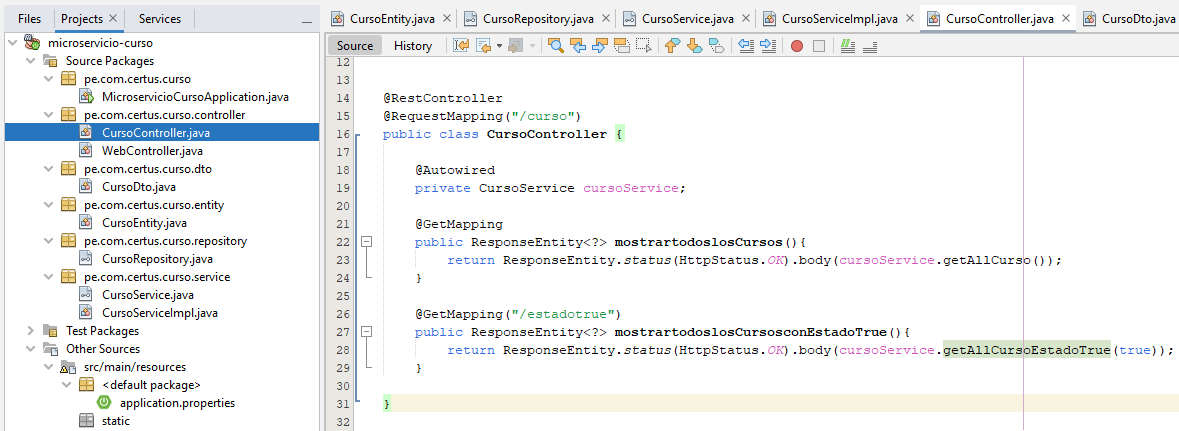 Files Projects Services
microservicio-curso
Source Packages
pe.com.certus.curso
MicroservicioCursoApplication.java
pe.com.certus.curso.controller
CursoController.java
WebController.java
pe.com.certus.curso.dto
CursoDto.java
pe.com.certus.curso.entity
CursoEntity.java
pe.com.certus.curso.repository
CursoRepository.java
pe.com.certus.curso.service
CursoService.java
CursoServiceImpl.java
Test Packages
Other Sources
src/main/resources
<default package>
application.properties
static
CursoEntity.java CursoRepository.java CursoService.java CursoServiceImpl.java CursoController.java CursoDto.java
Source History
12
13
14 @RestController
15 @RequestMapping("/curso")
16 public class CursoController {
17
18 @Autowired
19 private CursoService cursoService;
20
21 @GetMapping
22 public ResponseEntity<?> mostrartodoslosCursos(){
23 return ResponseEntity.status(HttpStatus.OK).body(cursoService.getAllCurso());
24 }
25
26 @GetMapping("/estadotrue")
27 public ResponseEntity<?> mostrartodoslosCursosconEstadoTrue(){
28 return ResponseEntity.status(HttpStatus.OK).body(cursoService.getAllCursoEstadoTrue(true));
29 }
30
31 }
32